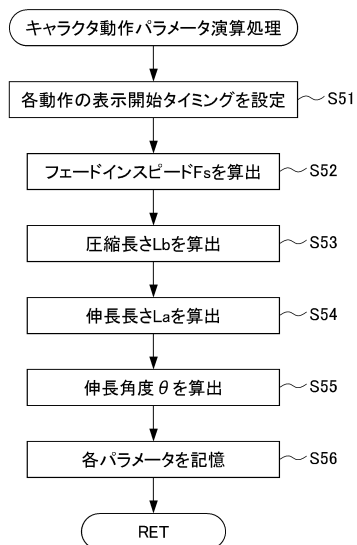 キャラクタ動作パラメータ演算処理
各動作の表示開始タイミングを設定 S51
フェードインスピードFsを算出 S52
圧縮長さLbを算出 S53
伸長長さLaを算出 S54
伸長角度θを算出 S55
各パラメータを記憶 S56
RET